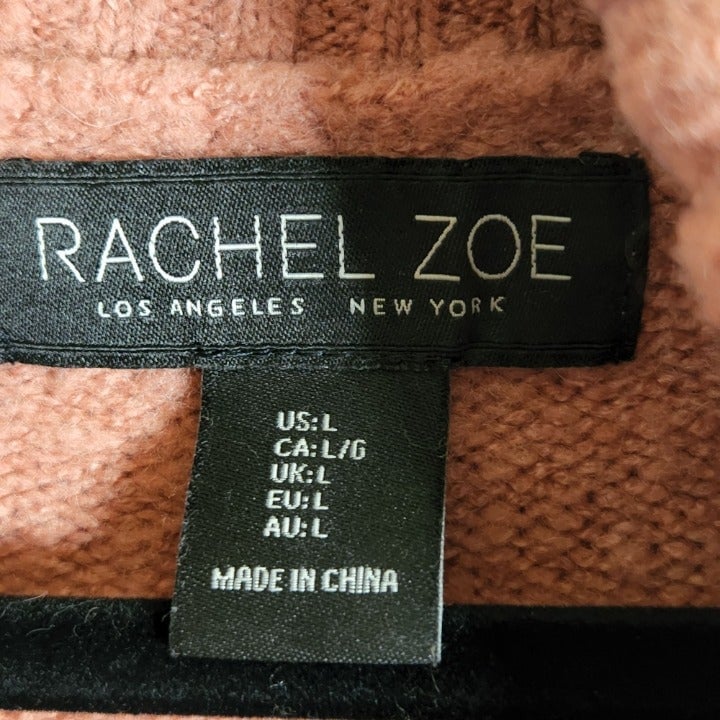 RACHEL ZOE
LOS ANGELES NEW YORK
US: L
CA: L/G
UK: L
EU: L
AU: L
MADE IN CHINA